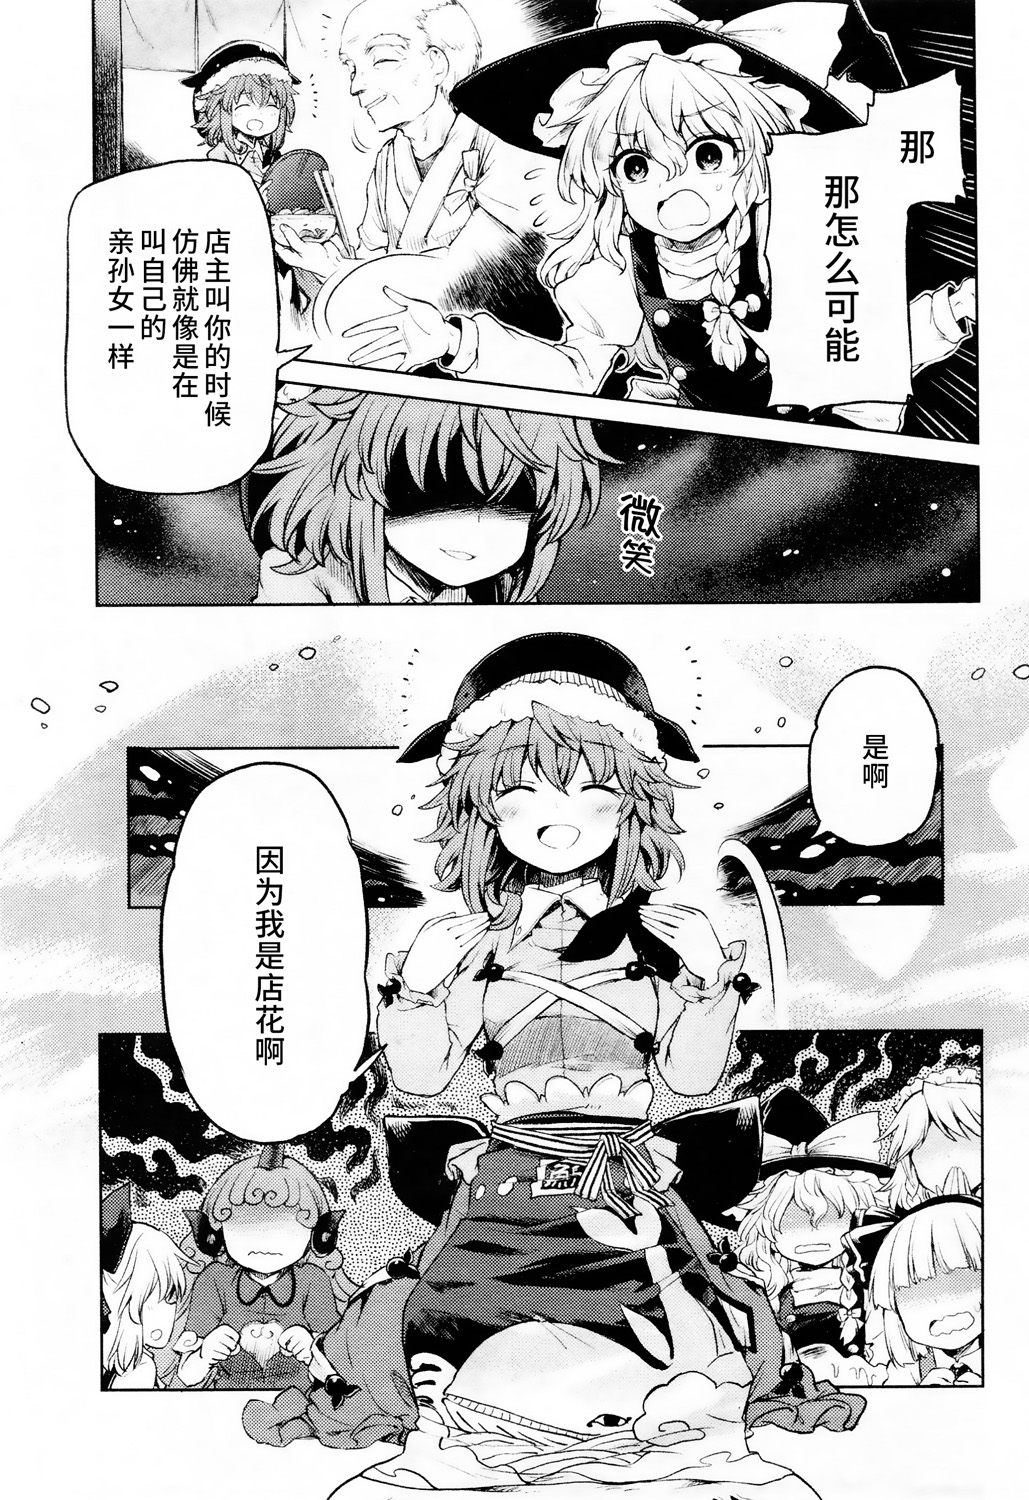 那
那怎么可能
店主叫你的时候
仿佛就像是在
叫自己的
亲孙女一样
微笑
是啊
因为我是店花啊